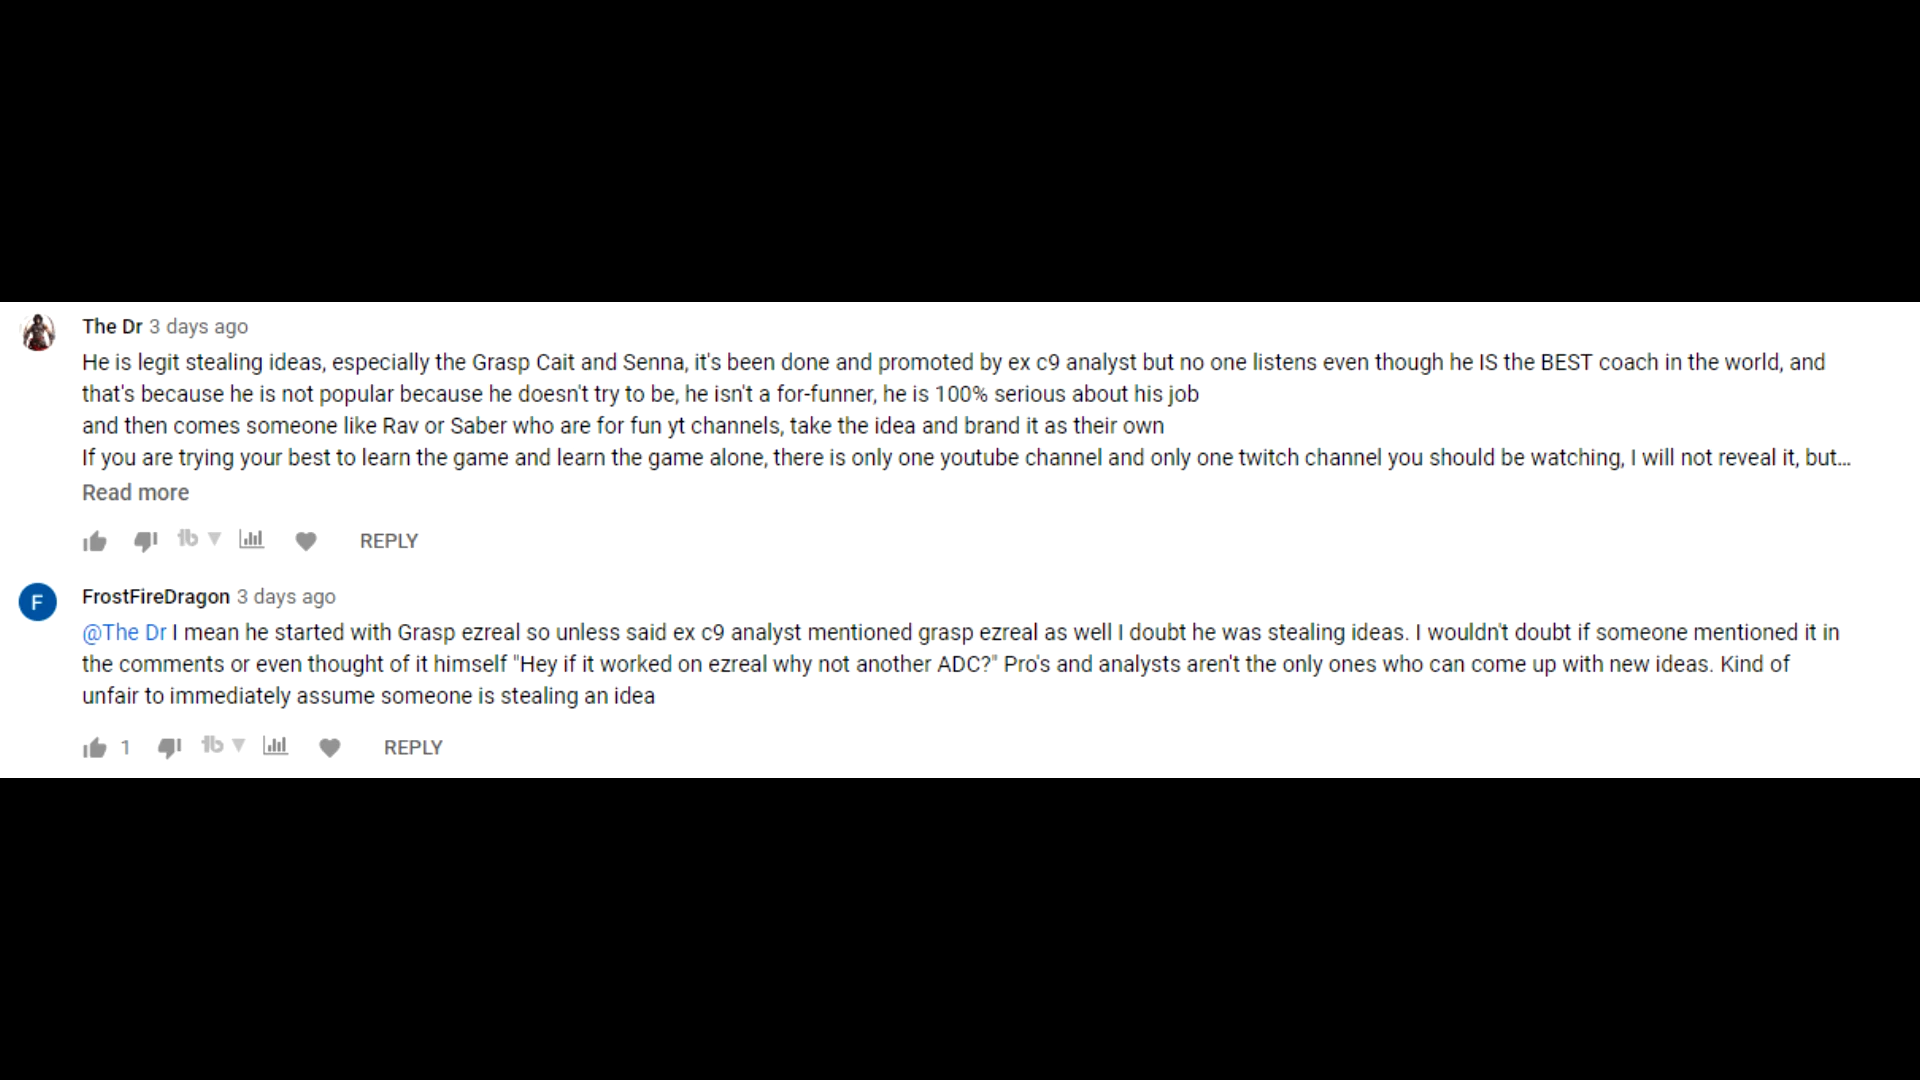 The Dr 3 days ago
He is legit stealing ideas, especially the Grasp Cait and Senna, it's been done and promoted by ex c9 analyst but no one listens even though he IS the BEST coach in the world, and
that's because he is not popular because he doesn't try to be, he isn't a for-funner, he is 100% serious about his job
and then comes someone like Rav or Saber who are for fun yt channels, take the idea and brand it as their own
If you are trying your best to learn the game and learn the game alone, there is only one youtube channel and only one twitch channel you should be watching, I will not reveal it, but...
Read more
tb REPLY
F
FrostFireDragon 3 days ago
@The Dr I mean he started with Grasp ezreal so unless said ex c9 analyst mentioned grasp ezreal as well I doubt he was stealing ideas. I wouldn't doubt if someone mentioned it in
the comments or even thought of it himself "Hey if it worked on ezreal why not another ADC?" Pro's and analysts aren't the only ones who can come up with new ideas. Kind of
unfair to immediately assume someone is stealing an idea
1 tb REPLY